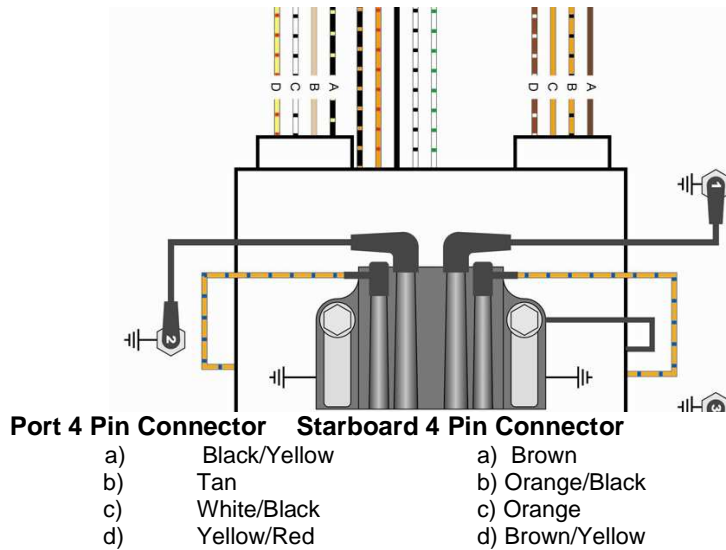 D C B A D C B A
1
2
3
Port 4 Pin Connector Starboard 4 Pin Connector
a) Black/Yellow a) Brown
b) Tan b) Orange/Black
c) White/Black c) Orange
d) Yellow/Red d) Brown/Yellow